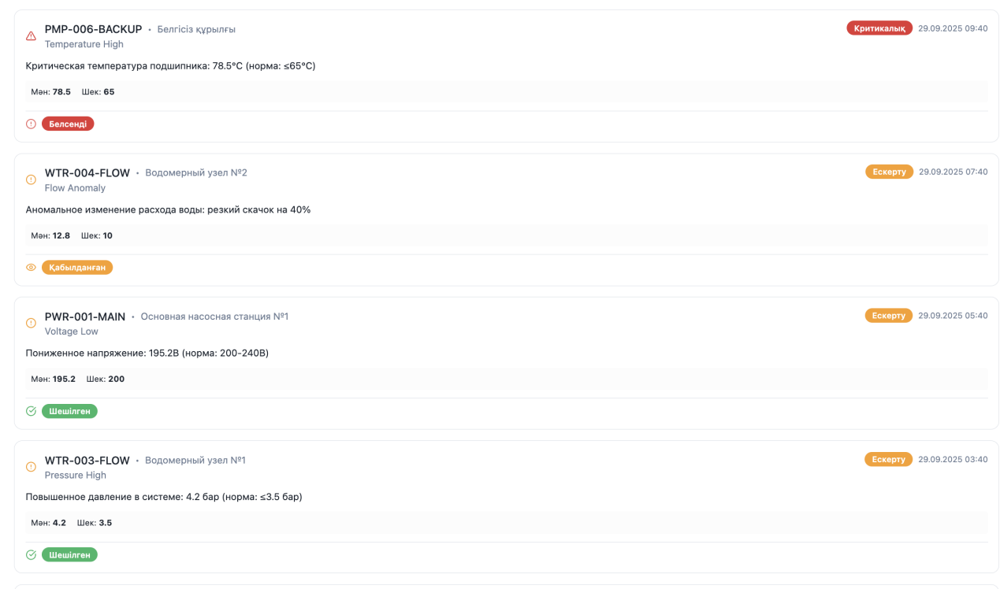 PMP-006-BACKUP • Белгісіз құрылғы Критикалық 29.09.2025 09:40
Temperature High
Критическая температура подшипника: 78.5°C (норма: ≤65°C)
Мән: 78.5 Шек: 65
Белсенді
WTR-004-FLOW • Водомерный узел №2 Ескерту 29.09.2025 07:40
Flow Anomaly
Аномальное изменение расхода воды: резкий скачок на 40%
Мән: 12.8 Шек: 10
Қабылданған
PWR-001-MAIN • Основная насосная станция №1 Ескерту 29.09.2025 05:40
Voltage Low
Пониженное напряжение: 195.2В (норма: 200-240В)
Мән: 195.2 Шек: 200
Шешілген
WTR-003-FLOW • Водомерный узел №1 Ескерту 29.09.2025 03:40
Pressure High
Повышенное давление в системе: 4.2 бар (норма: ≤3.5 бар)
Мән: 4.2 Шек: 3.5
Шешілген